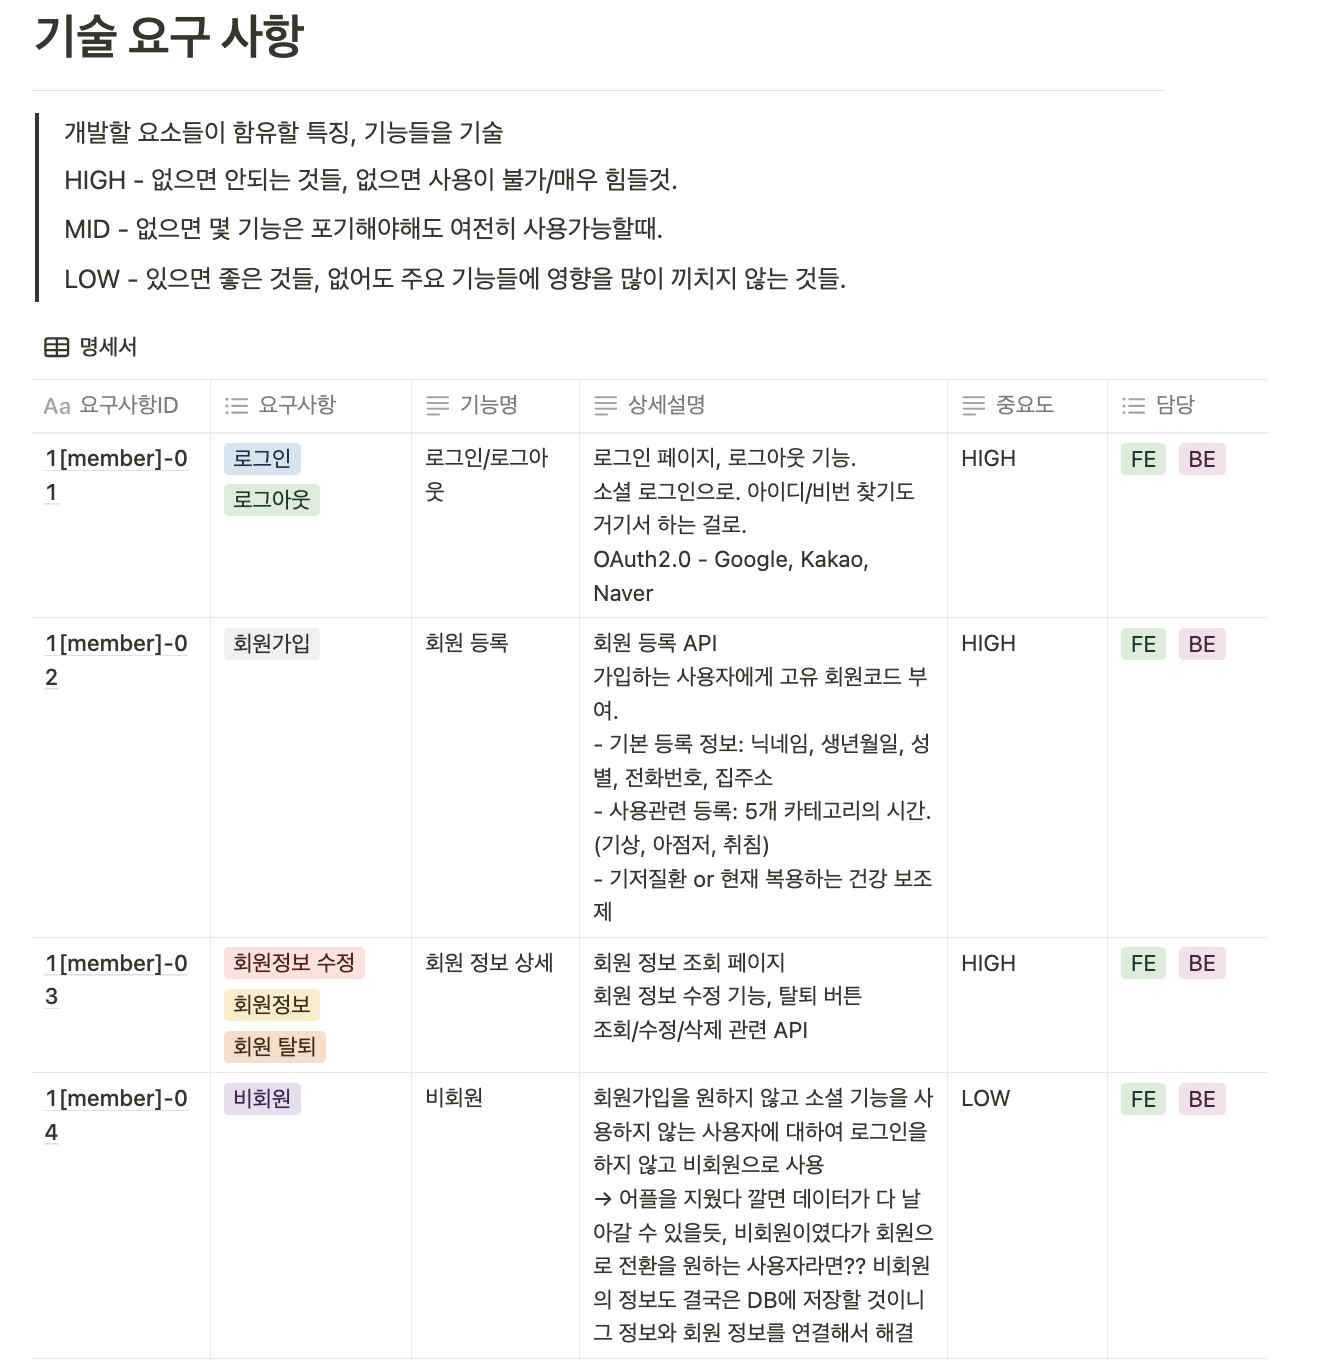 기술 요구 사항
개발할 요소들이 함유할 특징, 기능들을 기술
HIGH - 없으면 안되는 것들, 없으면 사용이 불가/매우 힘들것.
MID - 없으면 몇 기능은 포기해야해도 여전히 사용가능할때.
LOW - 있으면 좋은 것들, 없어도 주요 기능들에 영향을 많이 끼치지 않는 것들.
명세서
Aa 요구사항ID 요구사항 기능명 상세설명 중요도 담당
1[member]-0
1
로그인
로그아웃
로그인/로그아
웃
로그인 페이지, 로그아웃 기능.
소셜 로그인으로. 아이디/비번 찾기도
거기서 하는 걸로.
OAuth2.0 - Google, Kakao,
Naver
HIGH
FE BE
1[member]-0
2
회원가입
회원 등록
회원 등록 API
가입하는 사용자에게 고유 회원코드 부
여.
- 기본 등록 정보: 닉네임, 생년월일, 성
별, 전화번호, 집주소
- 사용관련 등록: 5개 카테고리의 시간.
(기상, 아점저, 취침)
- 기저질환 or 현재 복용하는 건강 보조
제
HIGH
FE BE
1[member]-0
3
회원정보 수정
회원정보
회원 탈퇴
회원 정보 상세
회원 정보 조회 페이지
회원 정보 수정 기능, 탈퇴 버튼
조회/수정/삭제 관련 API
HIGH
FE BE
1[member]-0
4
비회원
비회원
회원가입을 원하지 않고 소셜 기능을 사
용하지 않는 사용자에 대하여 로그인을
하지 않고 비회원으로 사용
→ 어플을 지웠다 깔면 데이터가 다 날
아갈 수 있을듯, 비회원이였다가 회원으
로 전환을 원하는 사용자라면?? 비회원
의 정보도 결국은 DB에 저장할 것이니
그 정보와 회원 정보를 연결해서 해결
LOW
FE BE